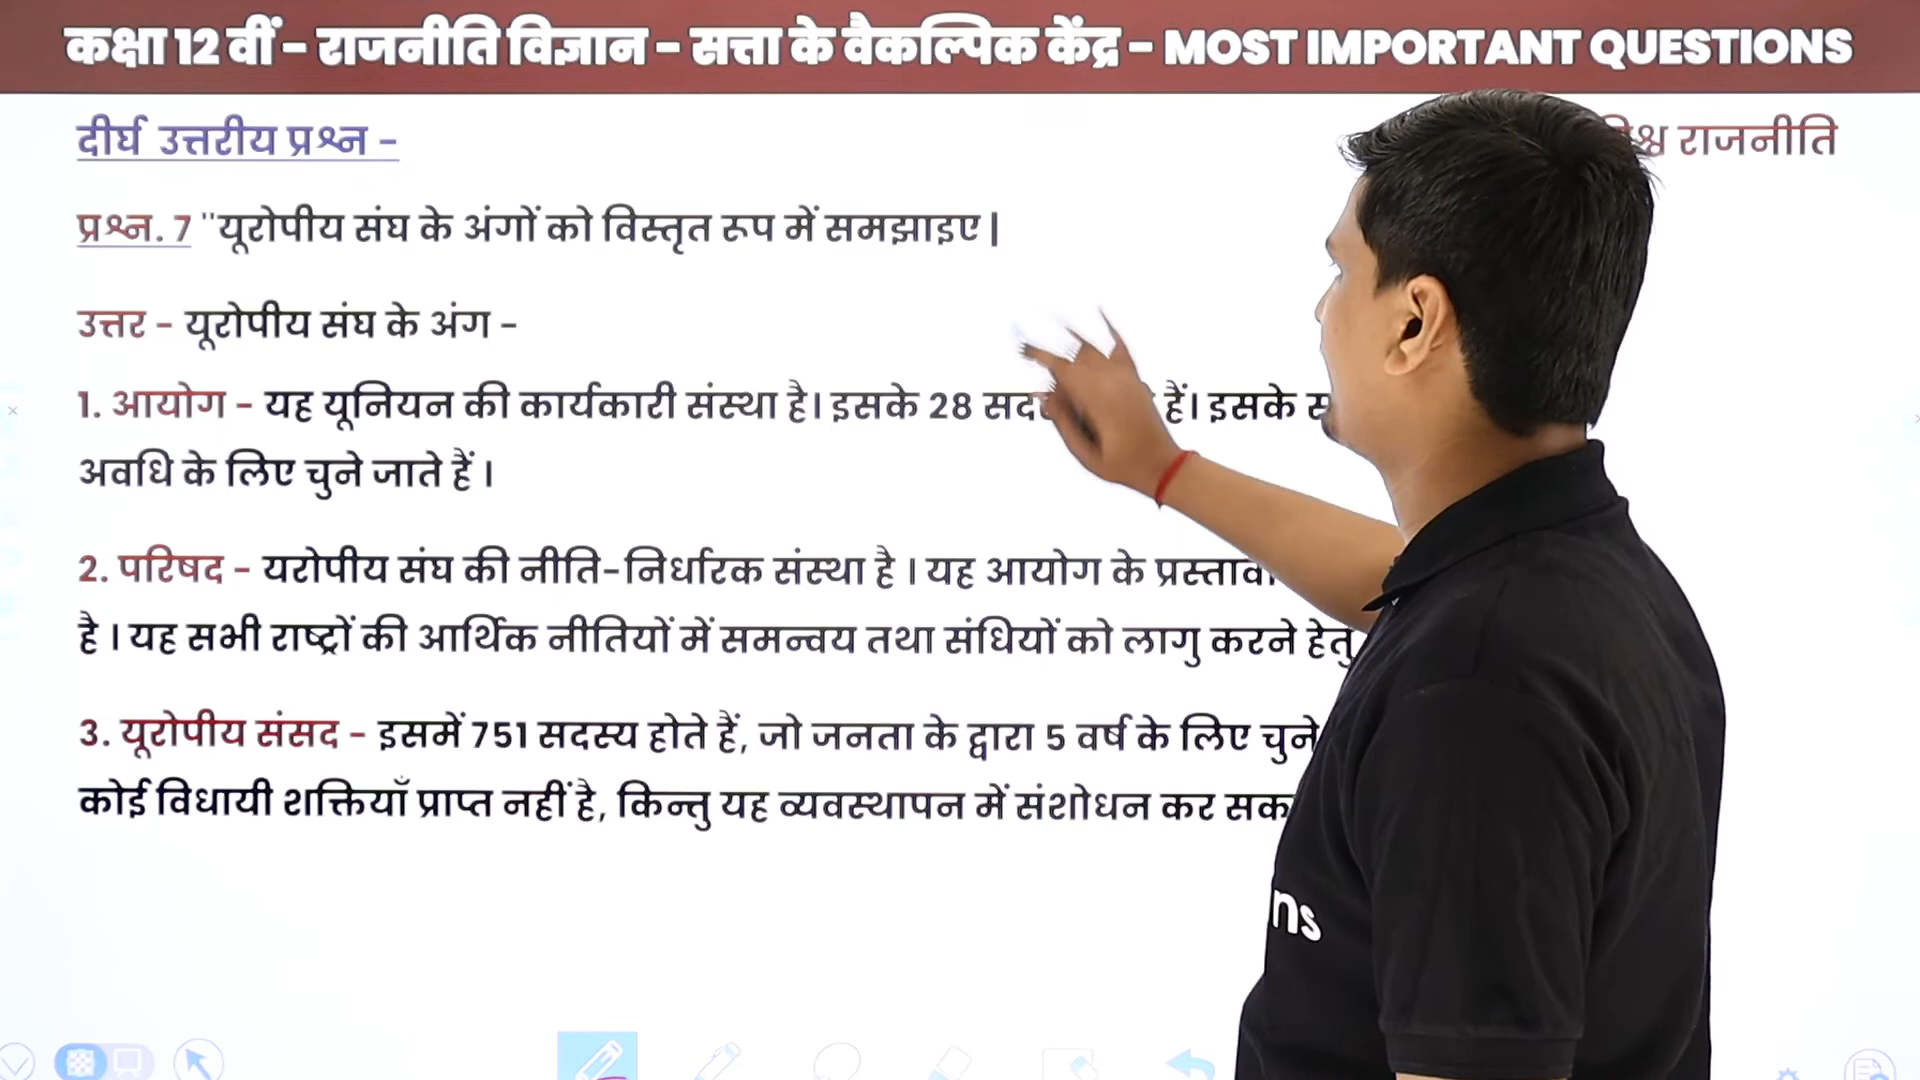 कक्षा 12 वीं - राजनीति विज्ञान - सत्ता के वैकल्पिक केंद्र - MOST IMPORTANT QUESTIONS
दीर्घ उत्तरीय प्रश्न -
राजनीति
प्रश्न. 7 "यूरोपीय संघ के अंगों को विस्तृत रूप में समझाइए |
उत्तर - यूरोपीय संघ के अंग -
1. आयोग - यह यूनियन की कार्यकारी संस्था है। इसके 28 हैं। इसके
अवधि के लिए चुने जाते हैं ।
2. परिषद - यरोपीय संघ की नीति-निर्धारक संस्था है । यह आयोग के
है । यह सभी राष्ट्रों की आर्थिक नीतियों में समन्वय तथा संधियों को लागु करने हेतु
3. यूरोपीय संसद - इसमें 751 सदस्य होते हैं, जो जनता के द्वारा 5 वर्ष के लिए चुने
कोई विधायी शक्तियाँ प्राप्त नहीं है, किन्तु यह व्यवस्थापन में संशोधन कर